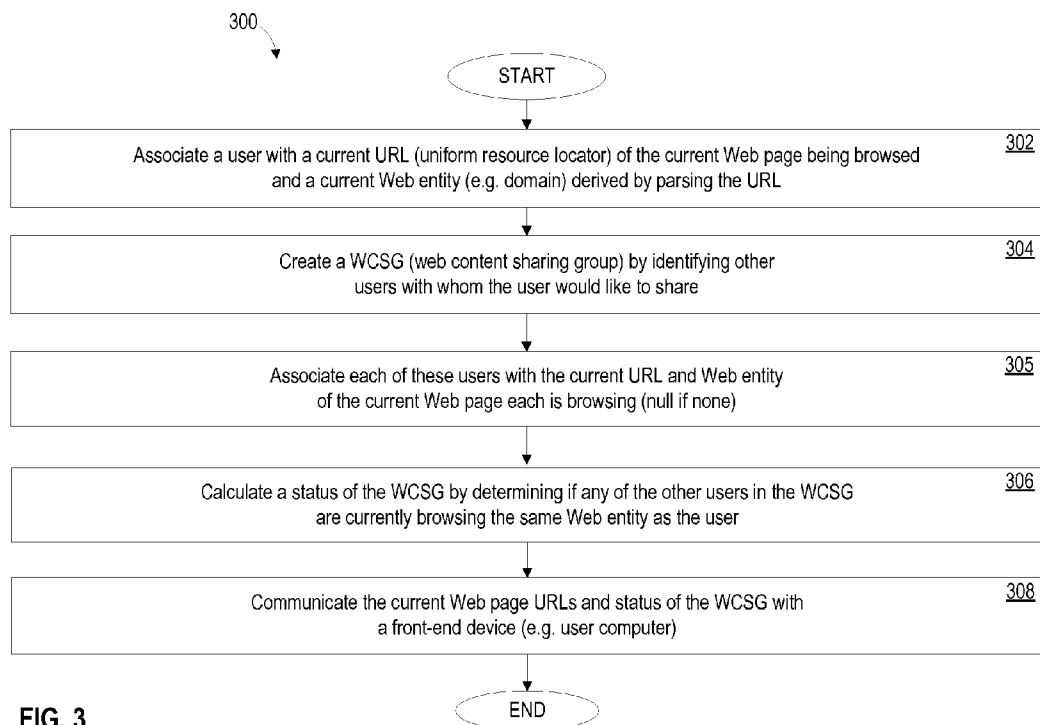 300
START
302
Associate a user with a current URL (uniform resource locator) of the current Web page being browsed
and a current Web entity (e.g. domain) derived by parsing the URL
304
Create a WCSG (web content sharing group) by identifying other
users with whom the user would like to share
305
Associate each of these users with the current URL and Web entity
of the current Web page each is browsing (null if none)
306
Calculate a status of the WCSG by determining if any of the other users in the WCSG
are currently browsing the same Web entity as the user
308
Communicate the current Web page URLs and status of the WCSG with
a front-end device (e.g. user computer)
END
FIG. 3